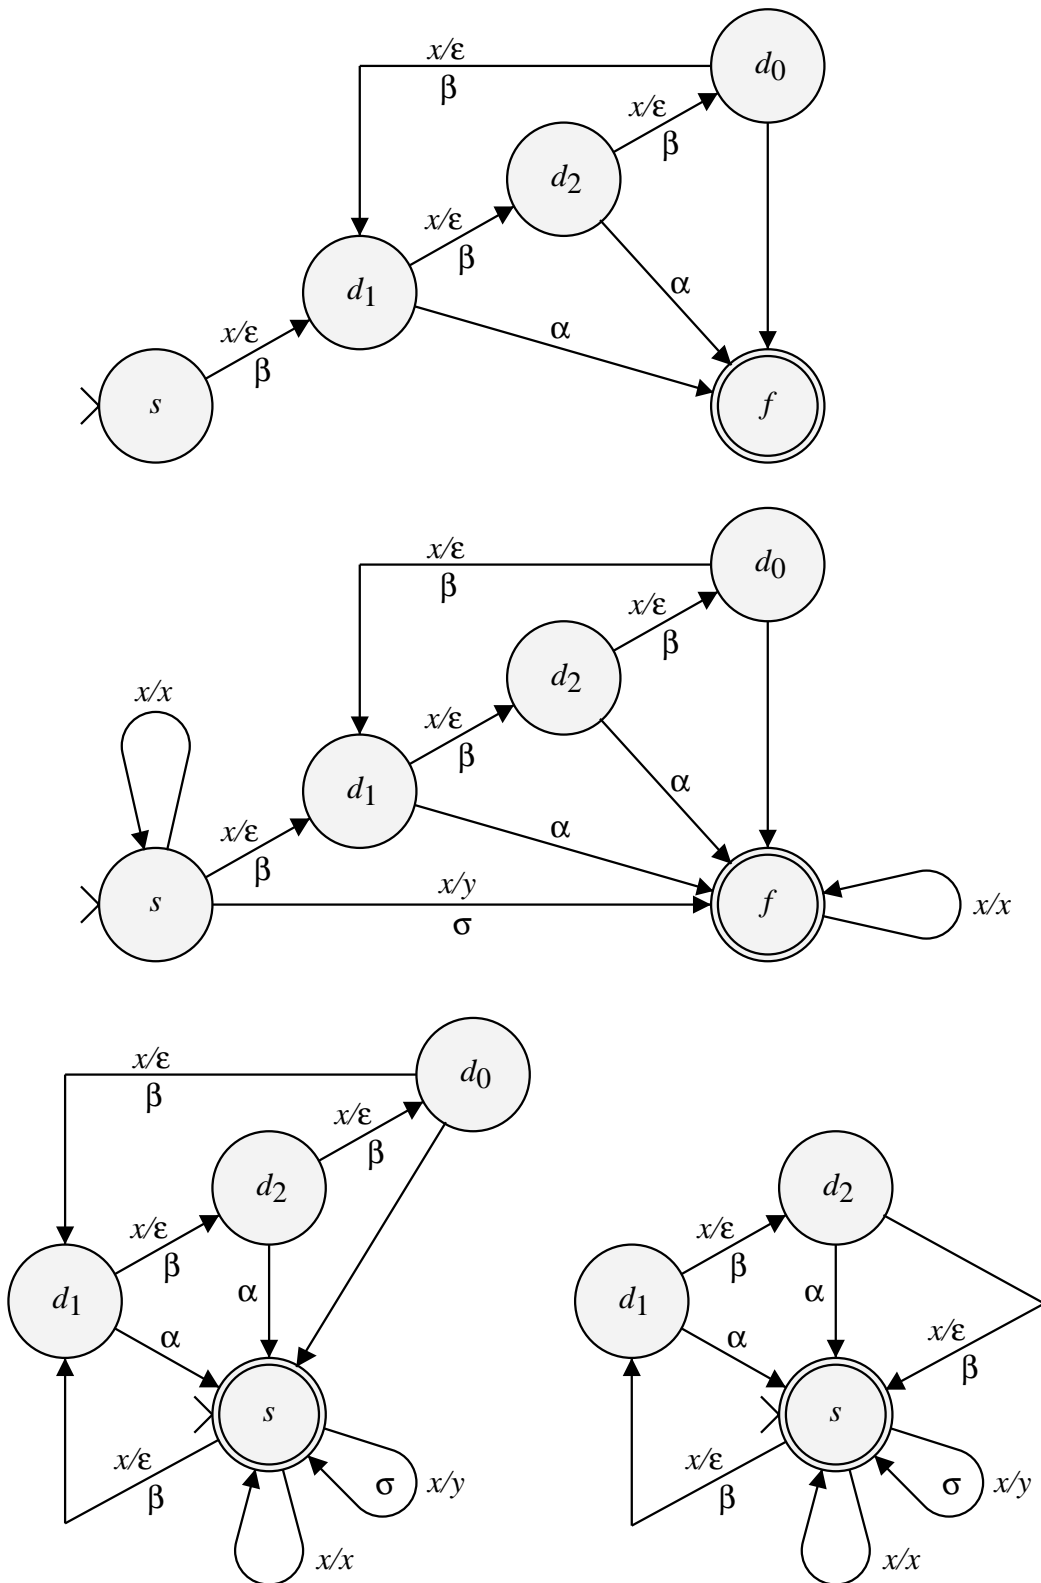 x/ε
β
d0
x/ε
β
d2
x/ε
β
α
d1
α
x/ε
β
s
f
x/ε
β
d0
x/ε
β
d2
x/x
x/ε
β
α
d1
α
x/ε
β
x/y
s
σ
f
x/x
x/ε
β
d0
x/ε
β
d2
x/ε
β
α
d1
α
s
x/ε
β
σ
x/y
x/x
d2
x/ε
β
α
d1
α
x/ε
β
s
x/ε
β
σ
x/y
x/x